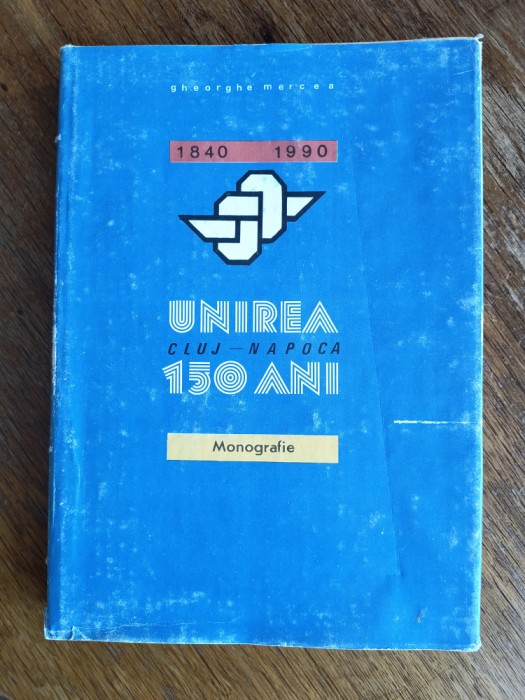 gheorghe mercea
1840 1990
UNIREA
CLUJ-NAPOCA
150 ANI
Monografie